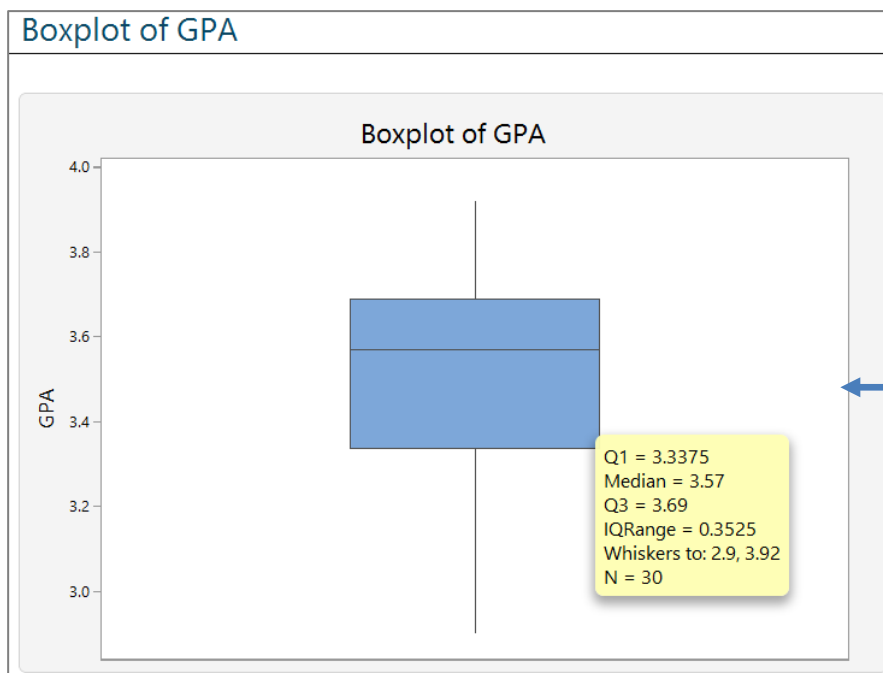 Boxplot of GPA
Boxplot of GPA
4.0
3.8
3.6
3.4
3.2
3.0
GPA
Q1 = 3.3375
Median = 3.57
Q3 = 3.69
IQRange = 0.3525
Whiskers to: 2.9, 3.92
N = 30